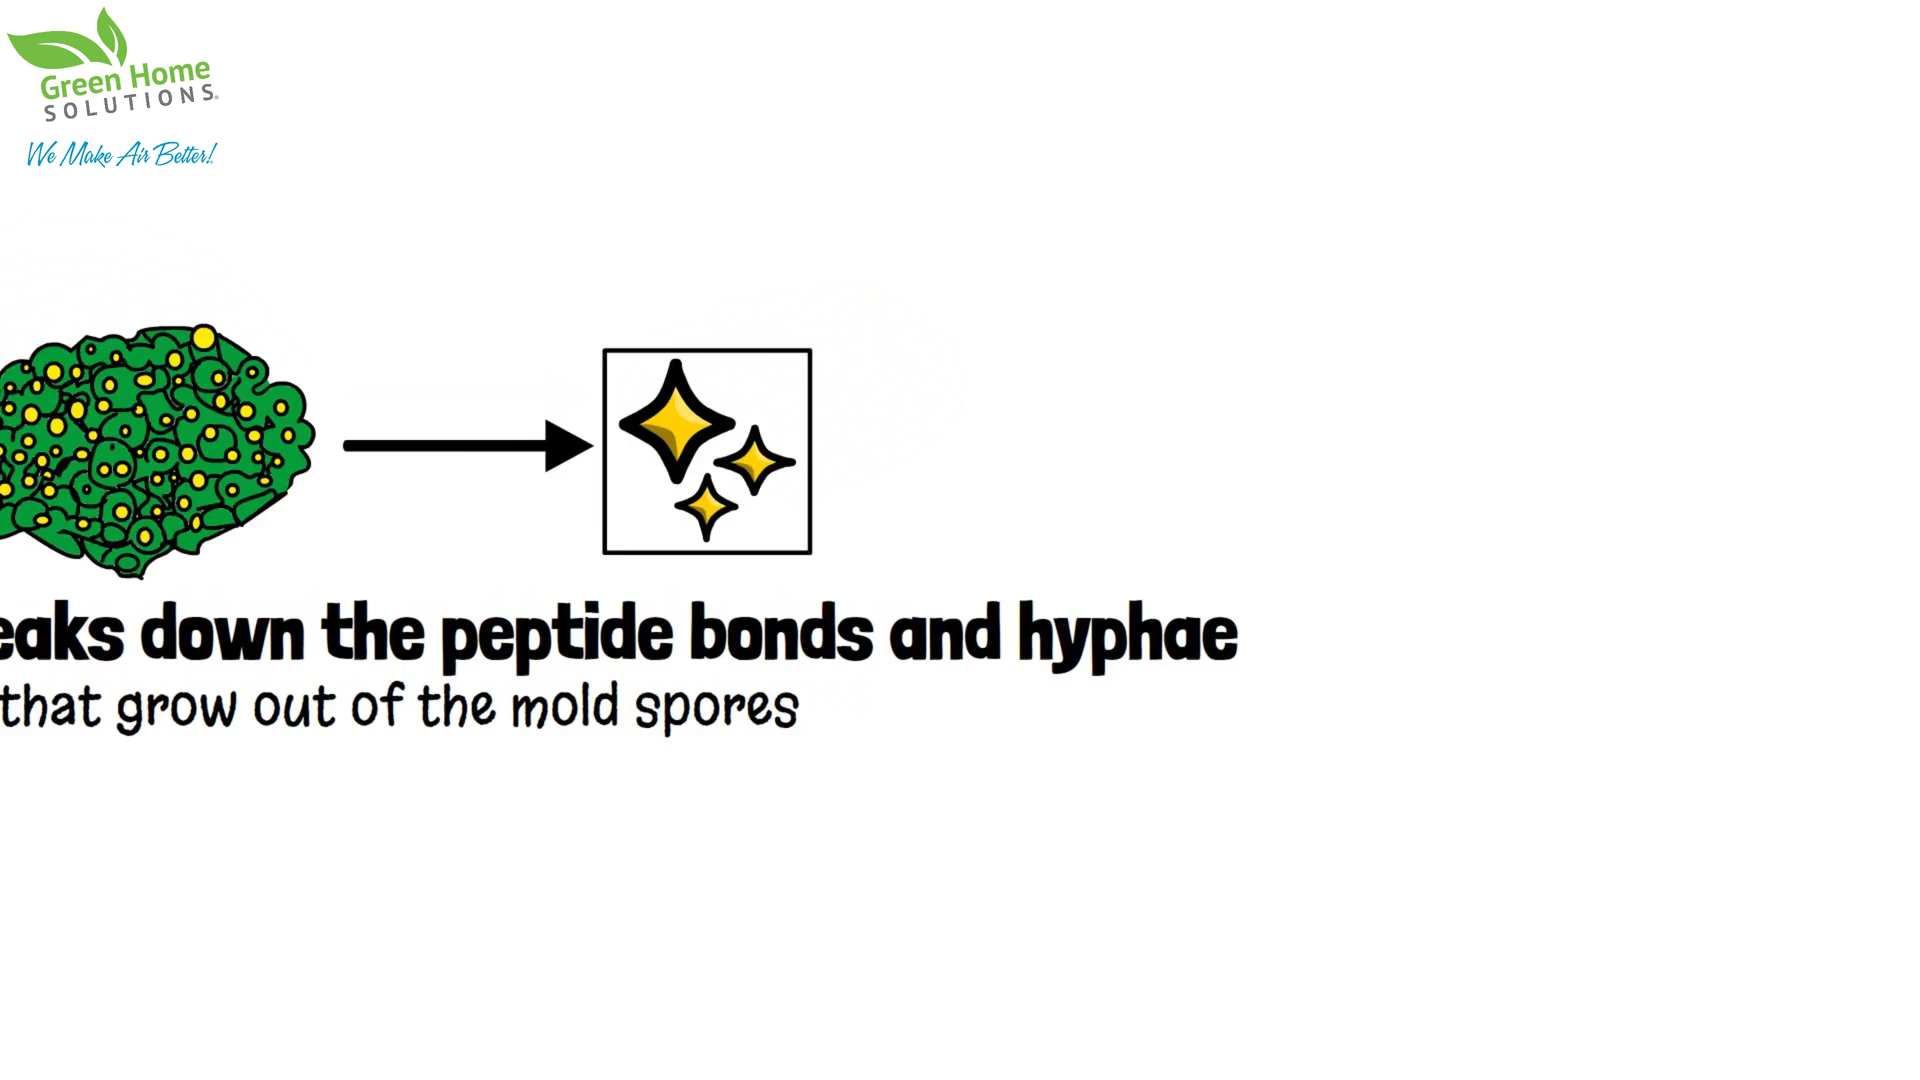 Green Home
SOLUTIONS
We Make Air Better!
eaks down the peptide bonds and hyphae
that grow out of the mold spores